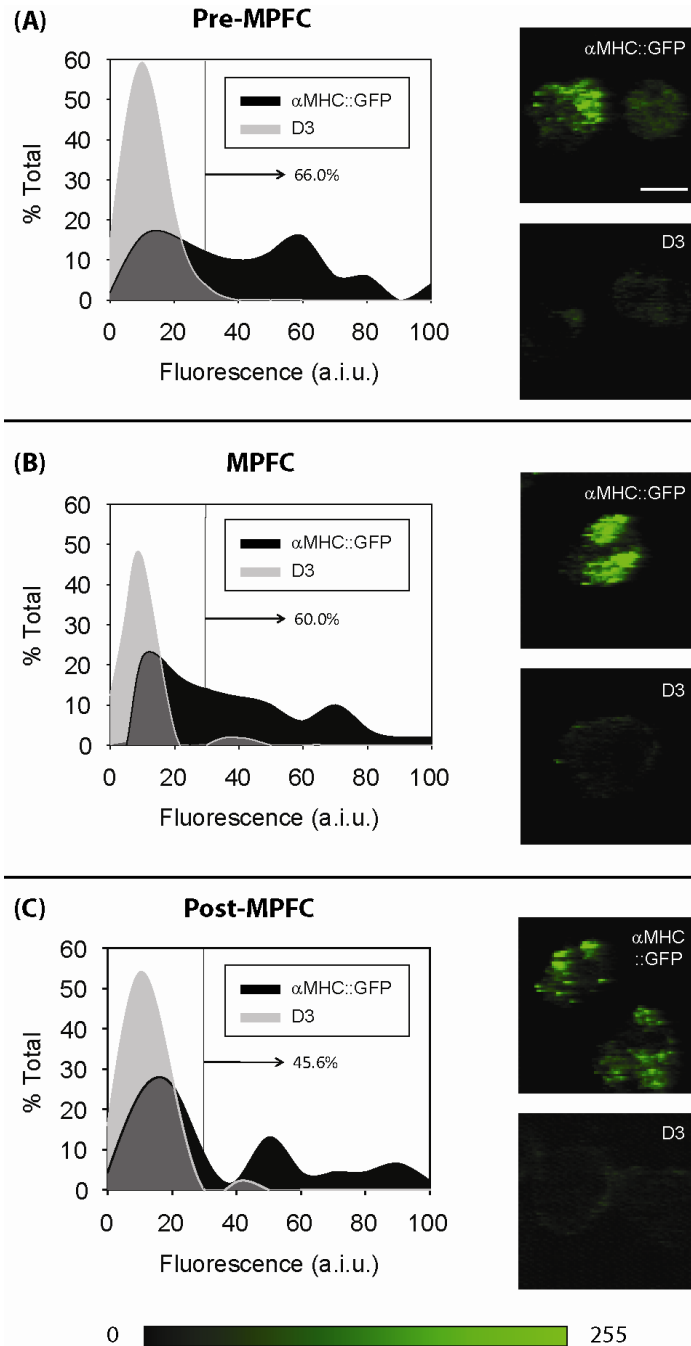 (A)
Pre-MPFC
60
50
40
30
20
10
0
% Total
αMHC::GFP
D3
66.0%
0 20 40 60 80 100
Fluorescence (a.i.u.)
αMHC::GFP
D3
(B)
MPFC
60
50
40
30
20
10
0
% Total
αMHC::GFP
D3
60.0%
0 20 40 60 80 100
Fluorescence (a.i.u.)
αMHC::GFP
D3
(C)
Post-MPFC
60
50
40
30
20
10
0
% Total
αMHC::GFP
D3
45.6%
0 20 40 60 80 100
Fluorescence (a.i.u.)
αMHC
::GFP
D3
0 255